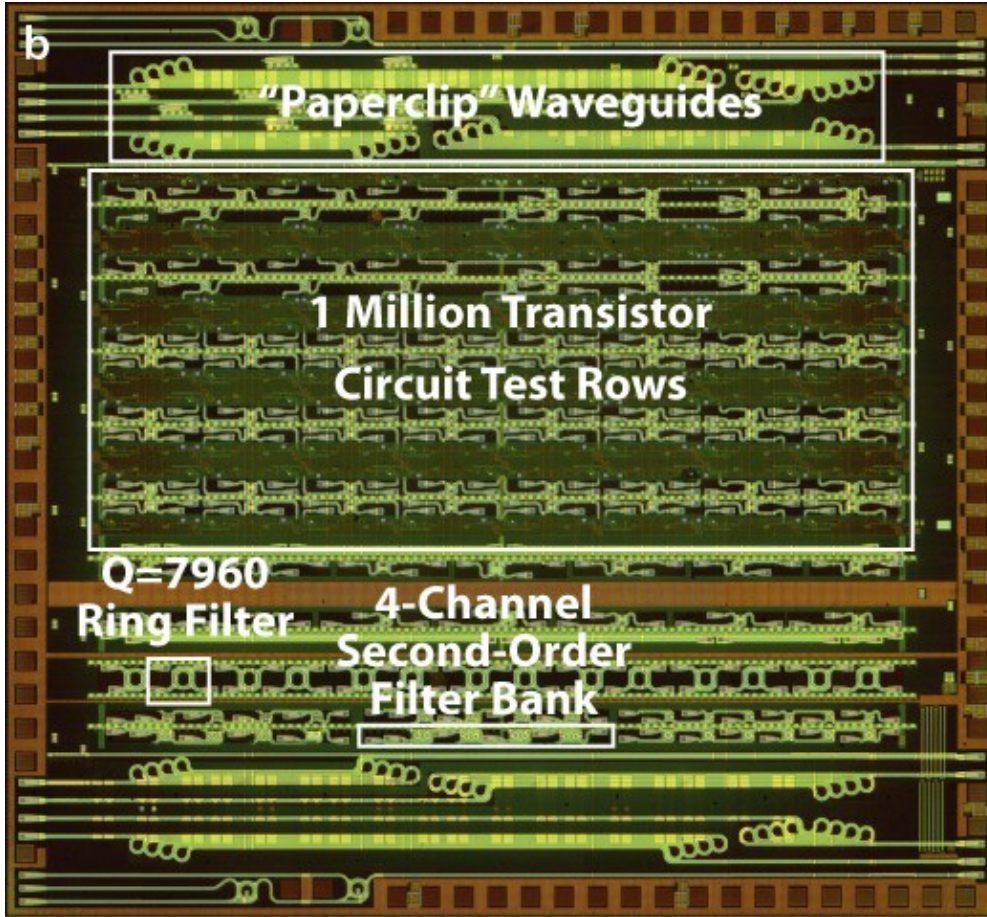 b
“Paperclip” Waveguides
1 Million Transistor
Circuit Test Rows
Q=7960
Ring Filter
4-Channel
Second-Order
Filter Bank